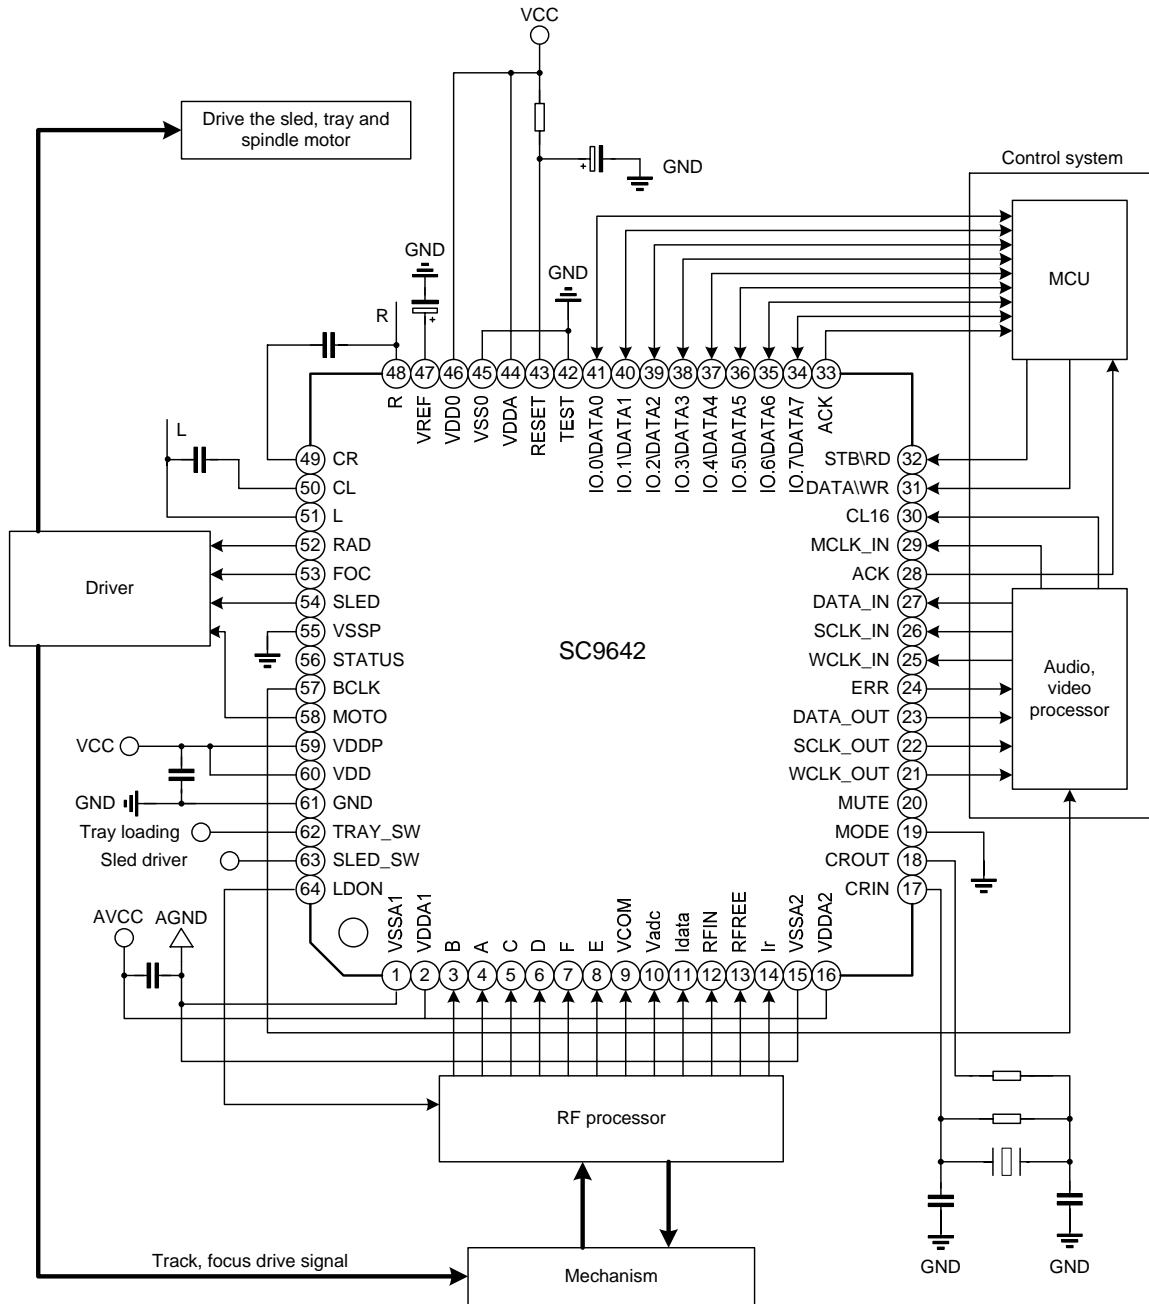 VCC
Drive the sled, tray and
spindle motor
GND
Control system
MCU
GND
GND
R
48
47
46
45
44
43
42
41
40
39
38
37
36
35
34
33
R
VREF
VDD0
VSS0
VDDA
RESET
TEST
IO.0\DATA0
IO.1\DATA1
IO.2\DATA2
IO.3\DATA3
IO.4\DATA4
IO.5\DATA5
IO.6\DATA6
IO.7\DATA7
ACK
L
49 CR
50 CL
51 L
52 RAD
53 FOC
54 SLED
55 VSSP
56 STATUS
57 BCLK
58 MOTO
59 VDDP
60 VDD
61 GND
62 TRAY_SW
63 SLED_SW
64 LDON
Driver
VCC
GND
Tray loading
Sled driver
AVCC
AGND
SC9642
STB\RD 32
DATA\WR 31
CL16 30
MCLK_IN 29
ACK 28
DATA_IN 27
SCLK_IN 26
WCLK_IN 25
ERR 24
DATA_OUT 23
SCLK_OUT 22
WCLK_OUT 21
MUTE 20
MODE 19
CROUT 18
CRIN 17
Audio,
video
processor
VSSA1
VDDA1
B
A
C
D
F
E
VCOM
Vadc
Idata
RFIN
RFREE
Ir
VSSA2
VDDA2
1
2
3
4
5
6
7
8
9
10
11
12
13
14
15
16
RF processor
GND
GND
Track, focus drive signal
Mechanism